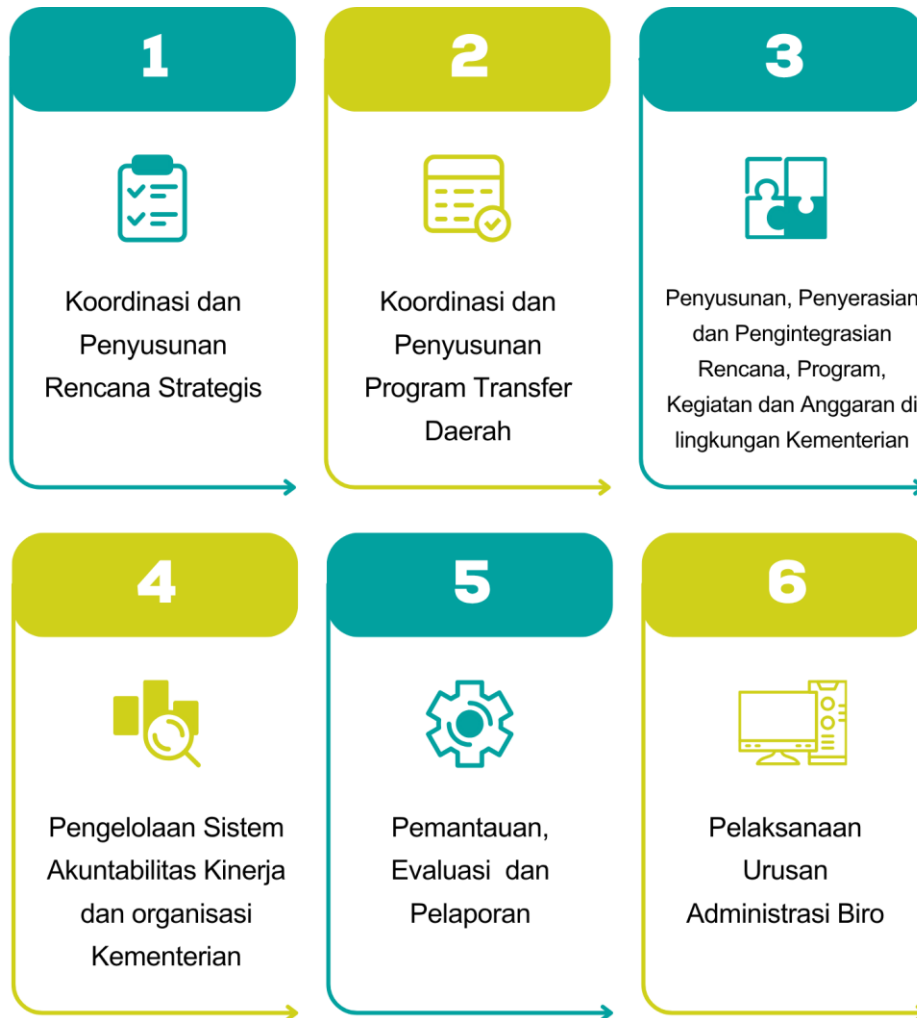 1
Koordinasi dan
Penyusunan
Rencana Strategis
2
Koordinasi dan
Penyusunan
Program Transfer
Daerah
3
Penyusunan, Penyerasian
dan Pengintegrasian
Rencana, Program,
Kegiatan dan Anggaran di
lingkungan Kementerian
4
Pengelolaan Sistem
Akuntabilitas Kinerja
dan organisasi
Kementerian
5
Pemantauan,
Evaluasi dan
Pelaporan
6
Pelaksanaan
Urusan
Administrasi Biro